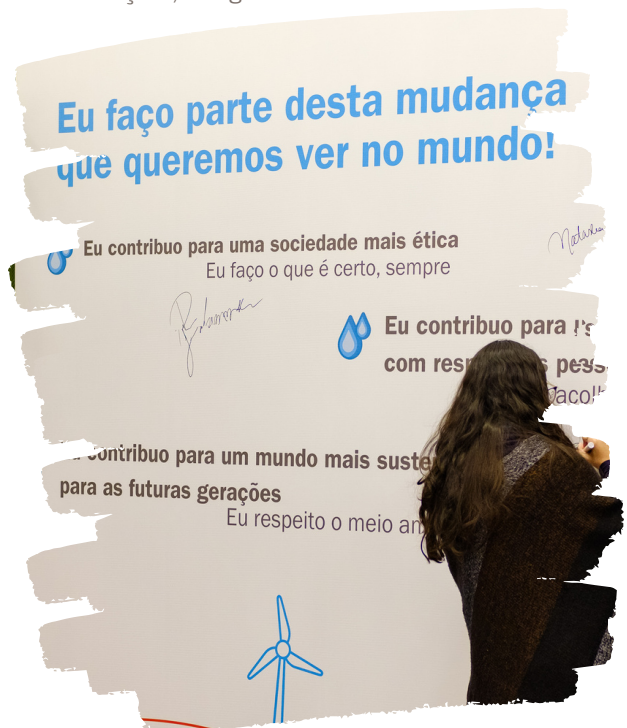 Eu faço parte desta mudança
que queremos ver no mundo!
Eu contribuo para uma sociedade mais ética
Eu faço o que é certo, sempre
Eu contribuo para
com
contribuo para um mundo mais suste
para as futuras gerações
Eu respeito o meio